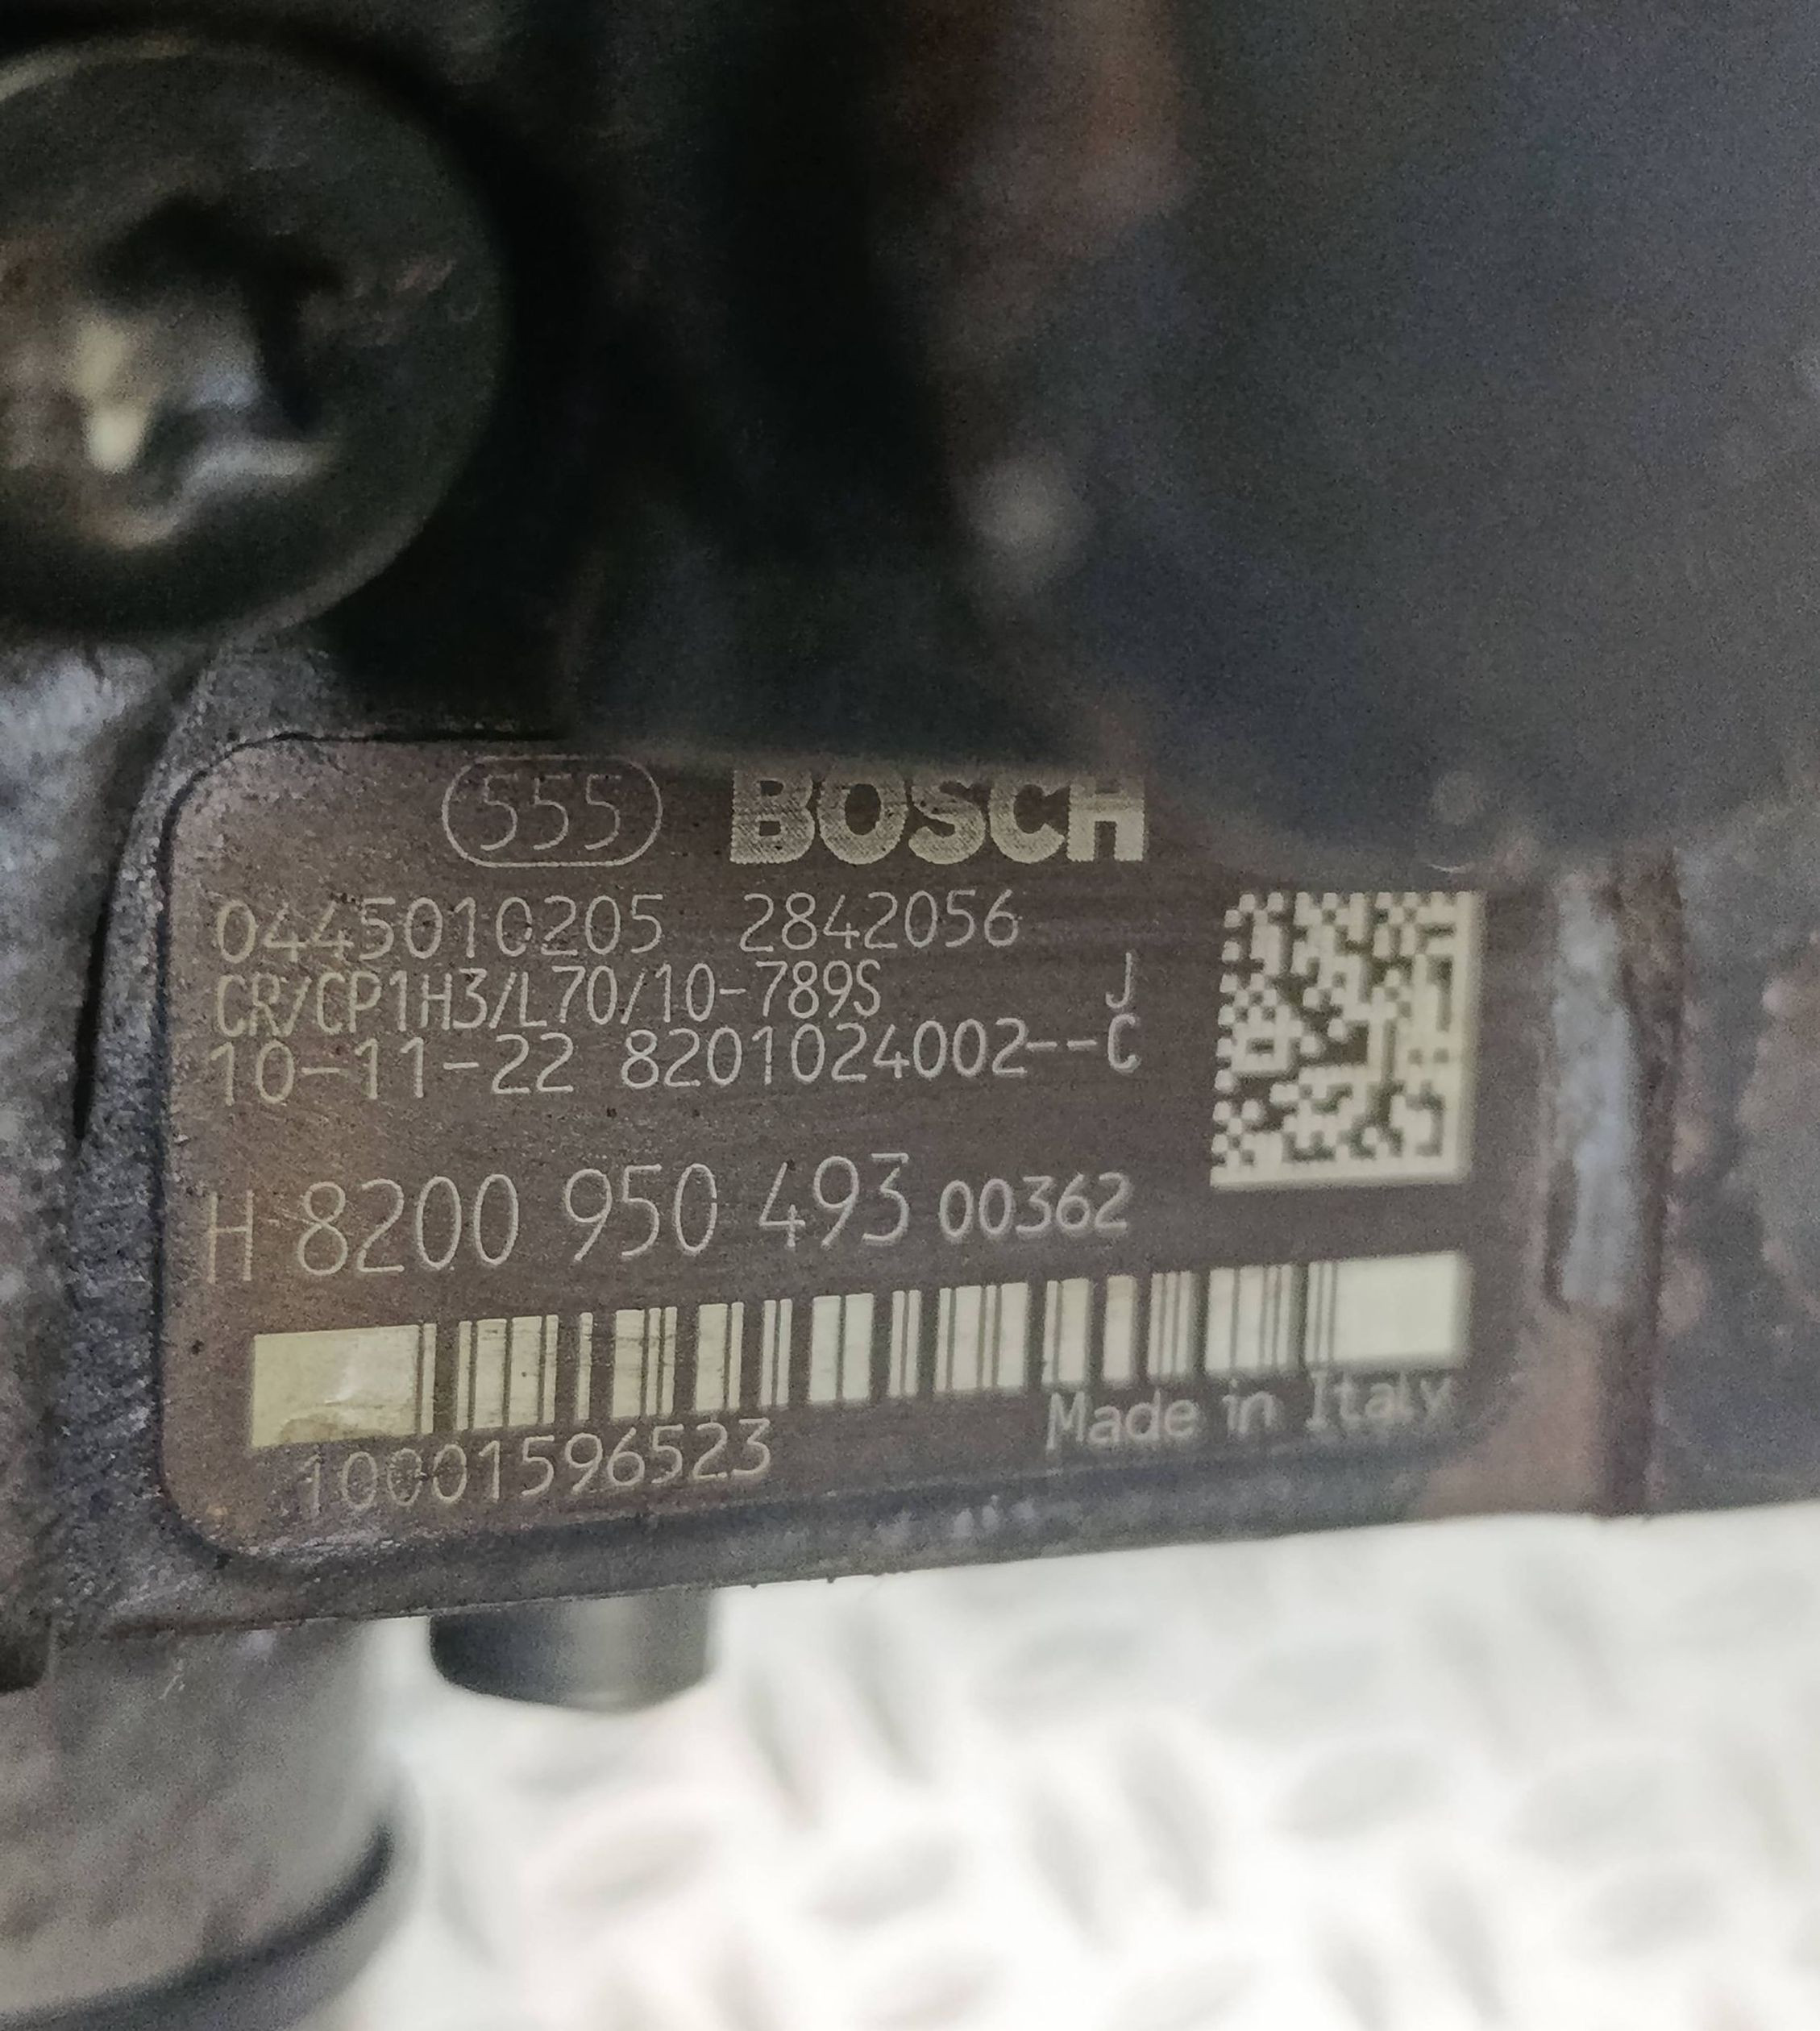 555 BOSCH
0445010205 2842056
CR/CP1H3/L70/10-789S J
10-11-22 8201024002--C
H 8200 950 493 00362
10001596523 Made in Italy